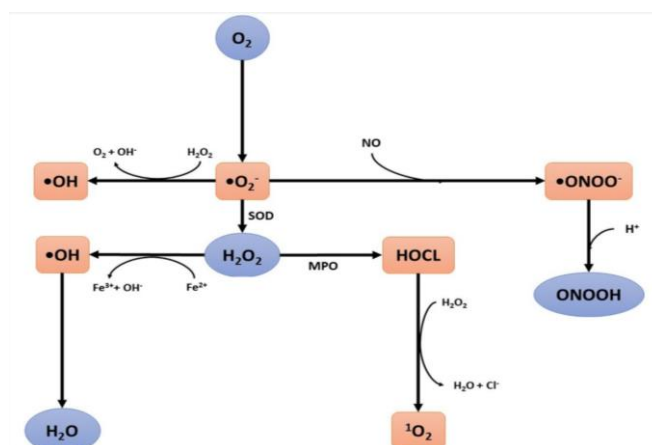 O₂
O₂ + OH⁻
H₂O₂
NO
•OH
•O₂⁻
•ONOO⁻
SOD
H⁺
•OH
H₂O₂
MPO
HOCL
Fe³⁺+ OH⁻
Fe²⁺
ONOOH
H₂O₂
H₂O + Cl⁻
H₂O
¹O₂